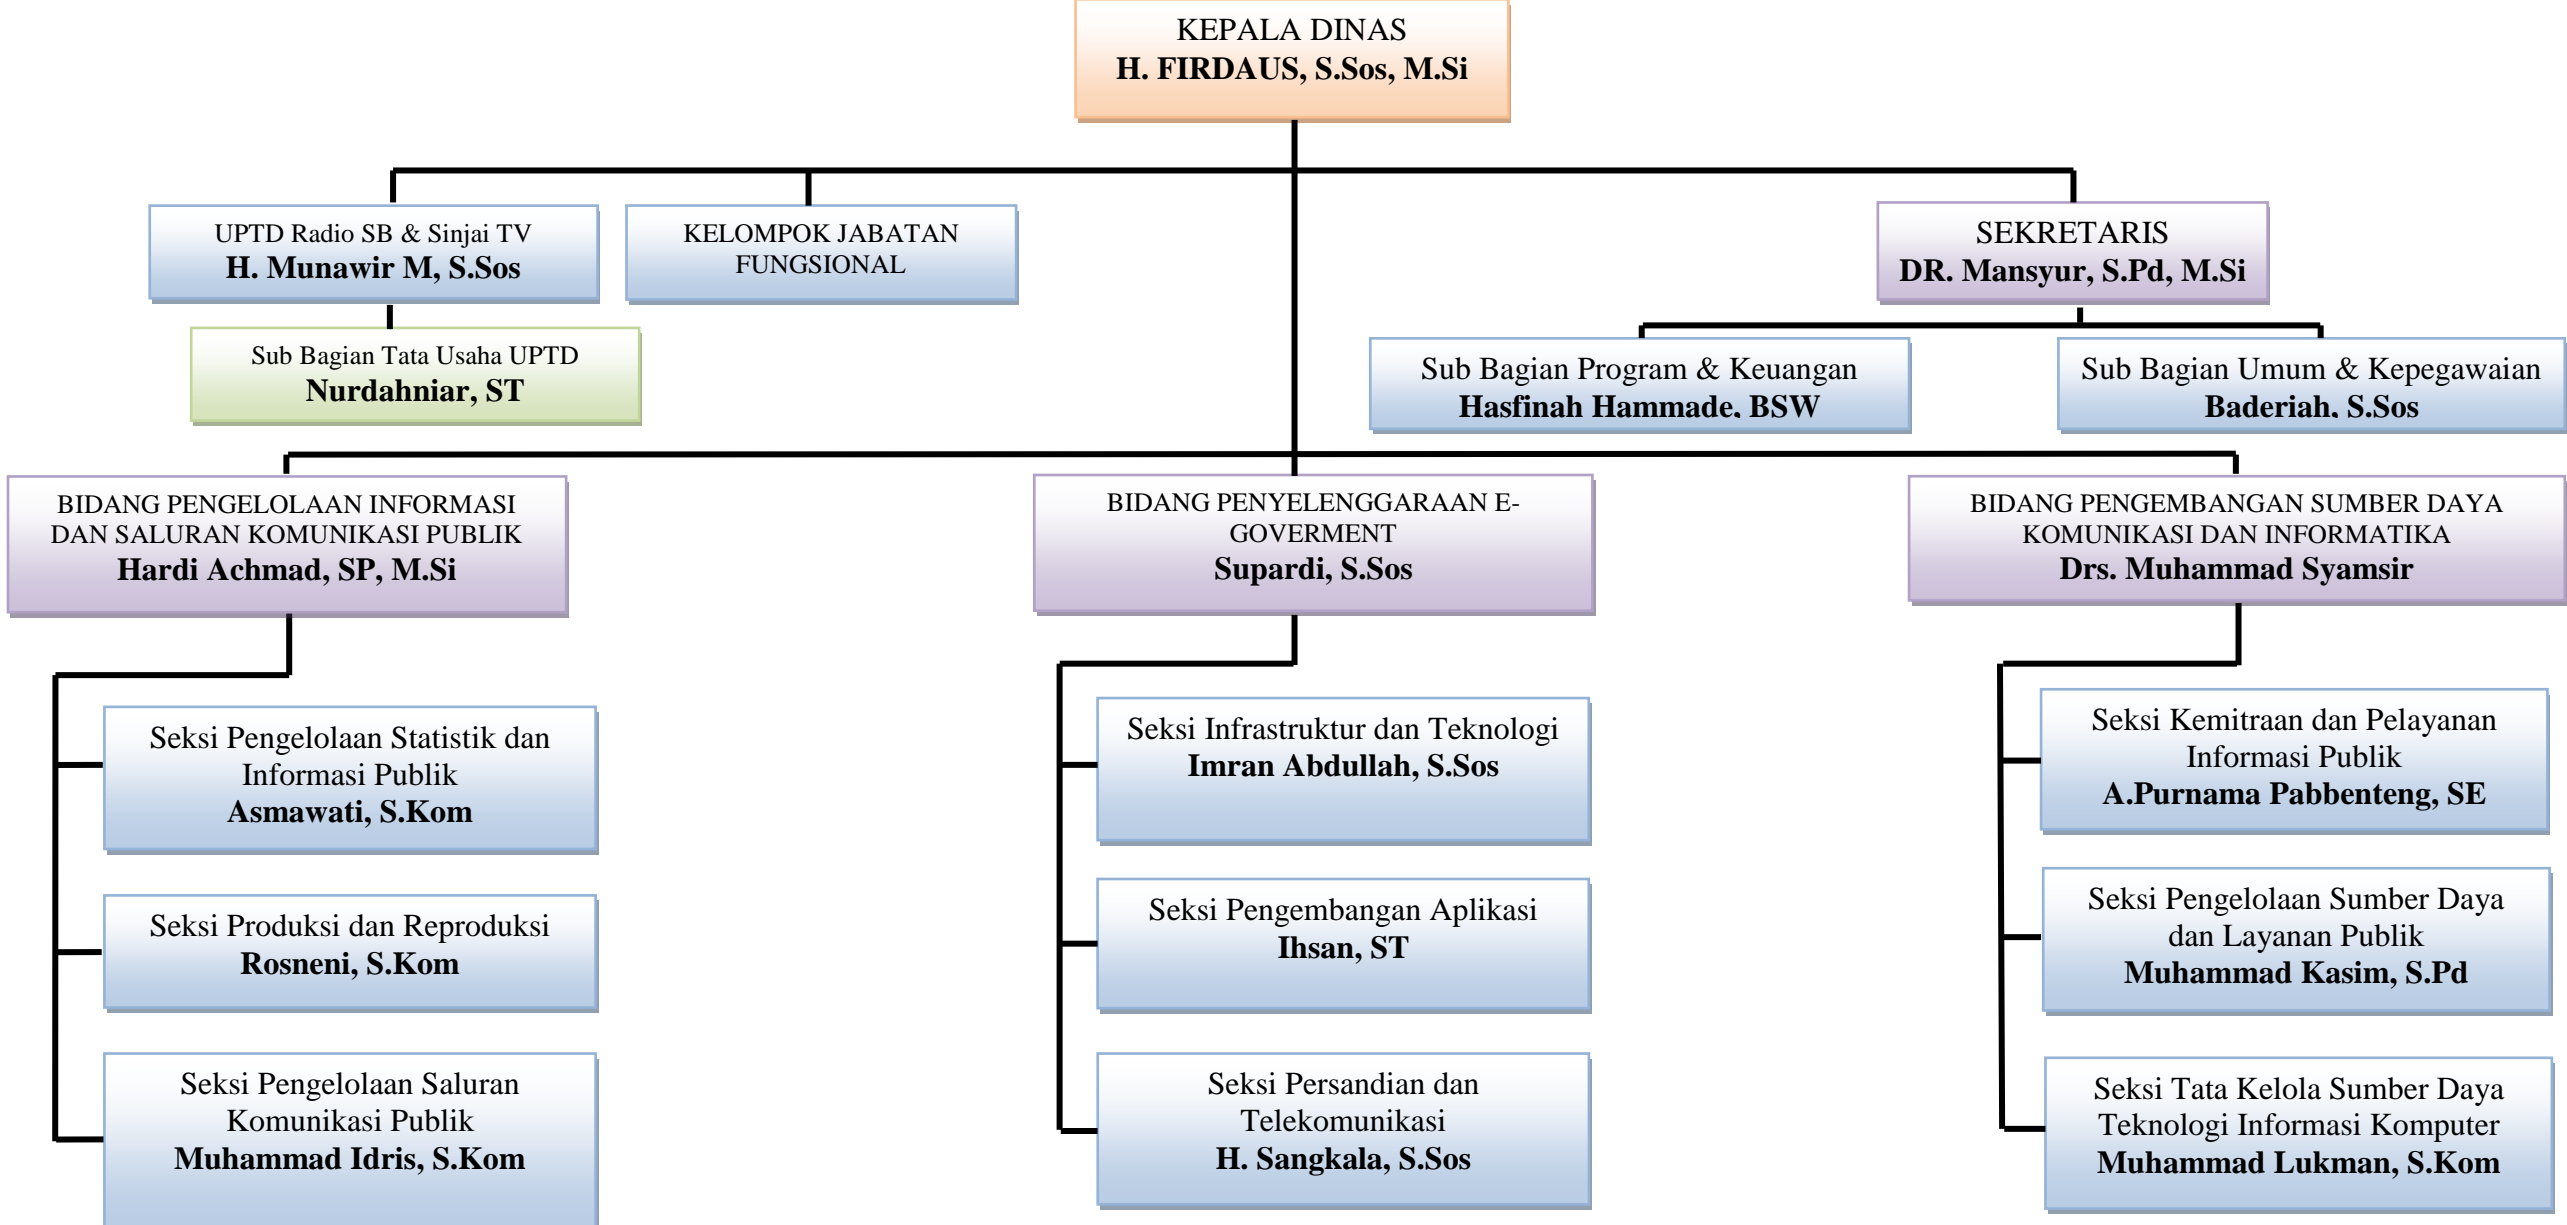 KEPALA DINAS
H. FIRDAUS, S.Sos, M.Si
UPTD Radio SB & Sinjai TV
H. Munawir M, S.Sos
KELOMPOK JABATAN
FUNGSIONAL
SEKRETARIS
DR. Mansyur, S.Pd, M.Si
Sub Bagian Tata Usaha UPTD
Nurdahniar, ST
Sub Bagian Program & Keuangan
Hasfinah Hammade, BSW
Sub Bagian Umum & Kepegawaian
Baderiah, S.Sos
BIDANG PENGELOLAAN INFORMASI
DAN SALURAN KOMUNIKASI PUBLIK
Hardi Achmad, SP, M.Si
BIDANG PENYELENGGARAAN E-
GOVERMENT
Supardi, S.Sos
BIDANG PENGEMBANGAN SUMBER DAYA
KOMUNIKASI DAN INFORMATIKA
Drs. Muhammad Syamsir
Seksi Pengelolaan Statistik dan
Informasi Publik
Asmawati, S.Kom
Seksi Produksi dan Reproduksi
Rosneni, S.Kom
Seksi Pengelolaan Saluran
Komunikasi Publik
Muhammad Idris, S.Kom
Seksi Infrastruktur dan Teknologi
Imran Abdullah, S.Sos
Seksi Pengembangan Aplikasi
Ihsan, ST
Seksi Persandian dan
Telekomunikasi
H. Sangkala, S.Sos
Seksi Kemitraan dan Pelayanan
Informasi Publik
A.Purnama Pabbenteng, SE
Seksi Pengelolaan Sumber Daya
dan Layanan Publik
Muhammad Kasim, S.Pd
Seksi Tata Kelola Sumber Daya
Teknologi Informasi Komputer
Muhammad Lukman, S.Kom